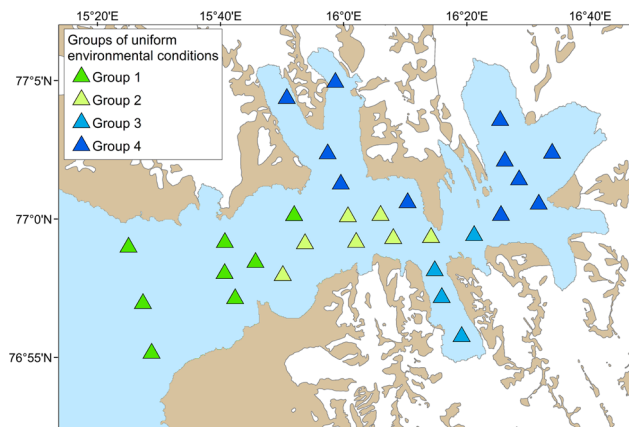 15°20'E 15°40'E 16°0'E 16°20'E 16°40'E
Groups of uniform
environmental conditions
Group 1
Group 2
Group 3
Group 4
77°5'N
77°0'N
76°55'N